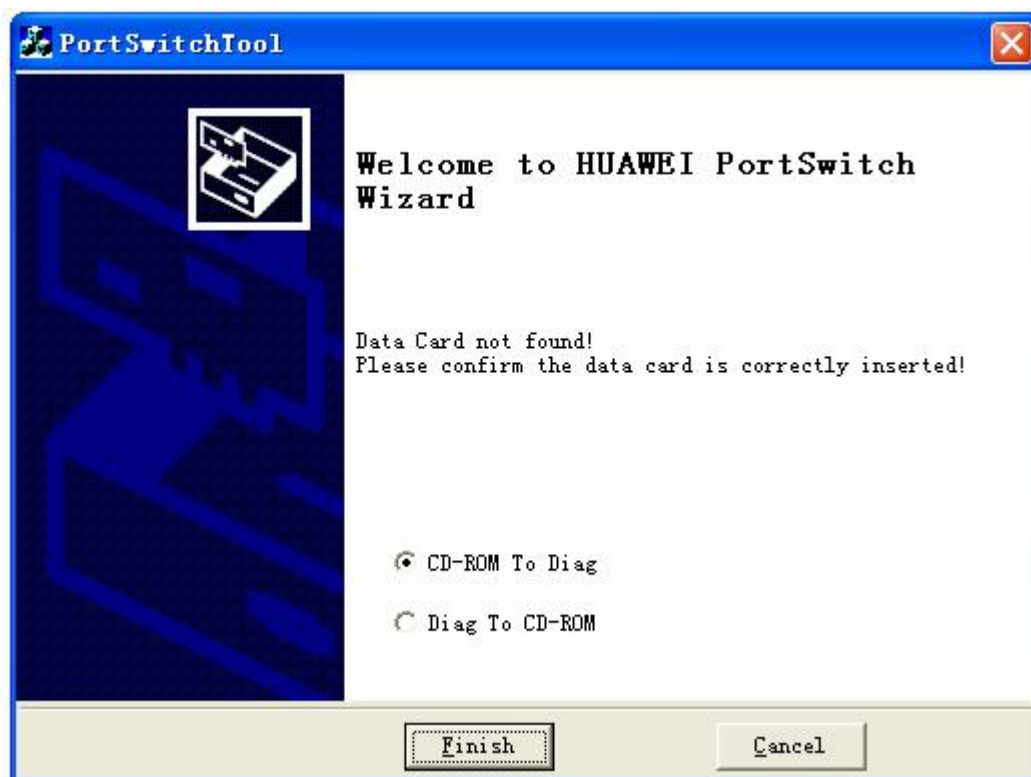 PortSwitchTool
Welcome to HUAWEI PortSwitch
Wizard
Data Card not found!
Please confirm the data card is correctly inserted!
CD-ROM To Diag
Diag To CD-ROM
Finish
Cancel